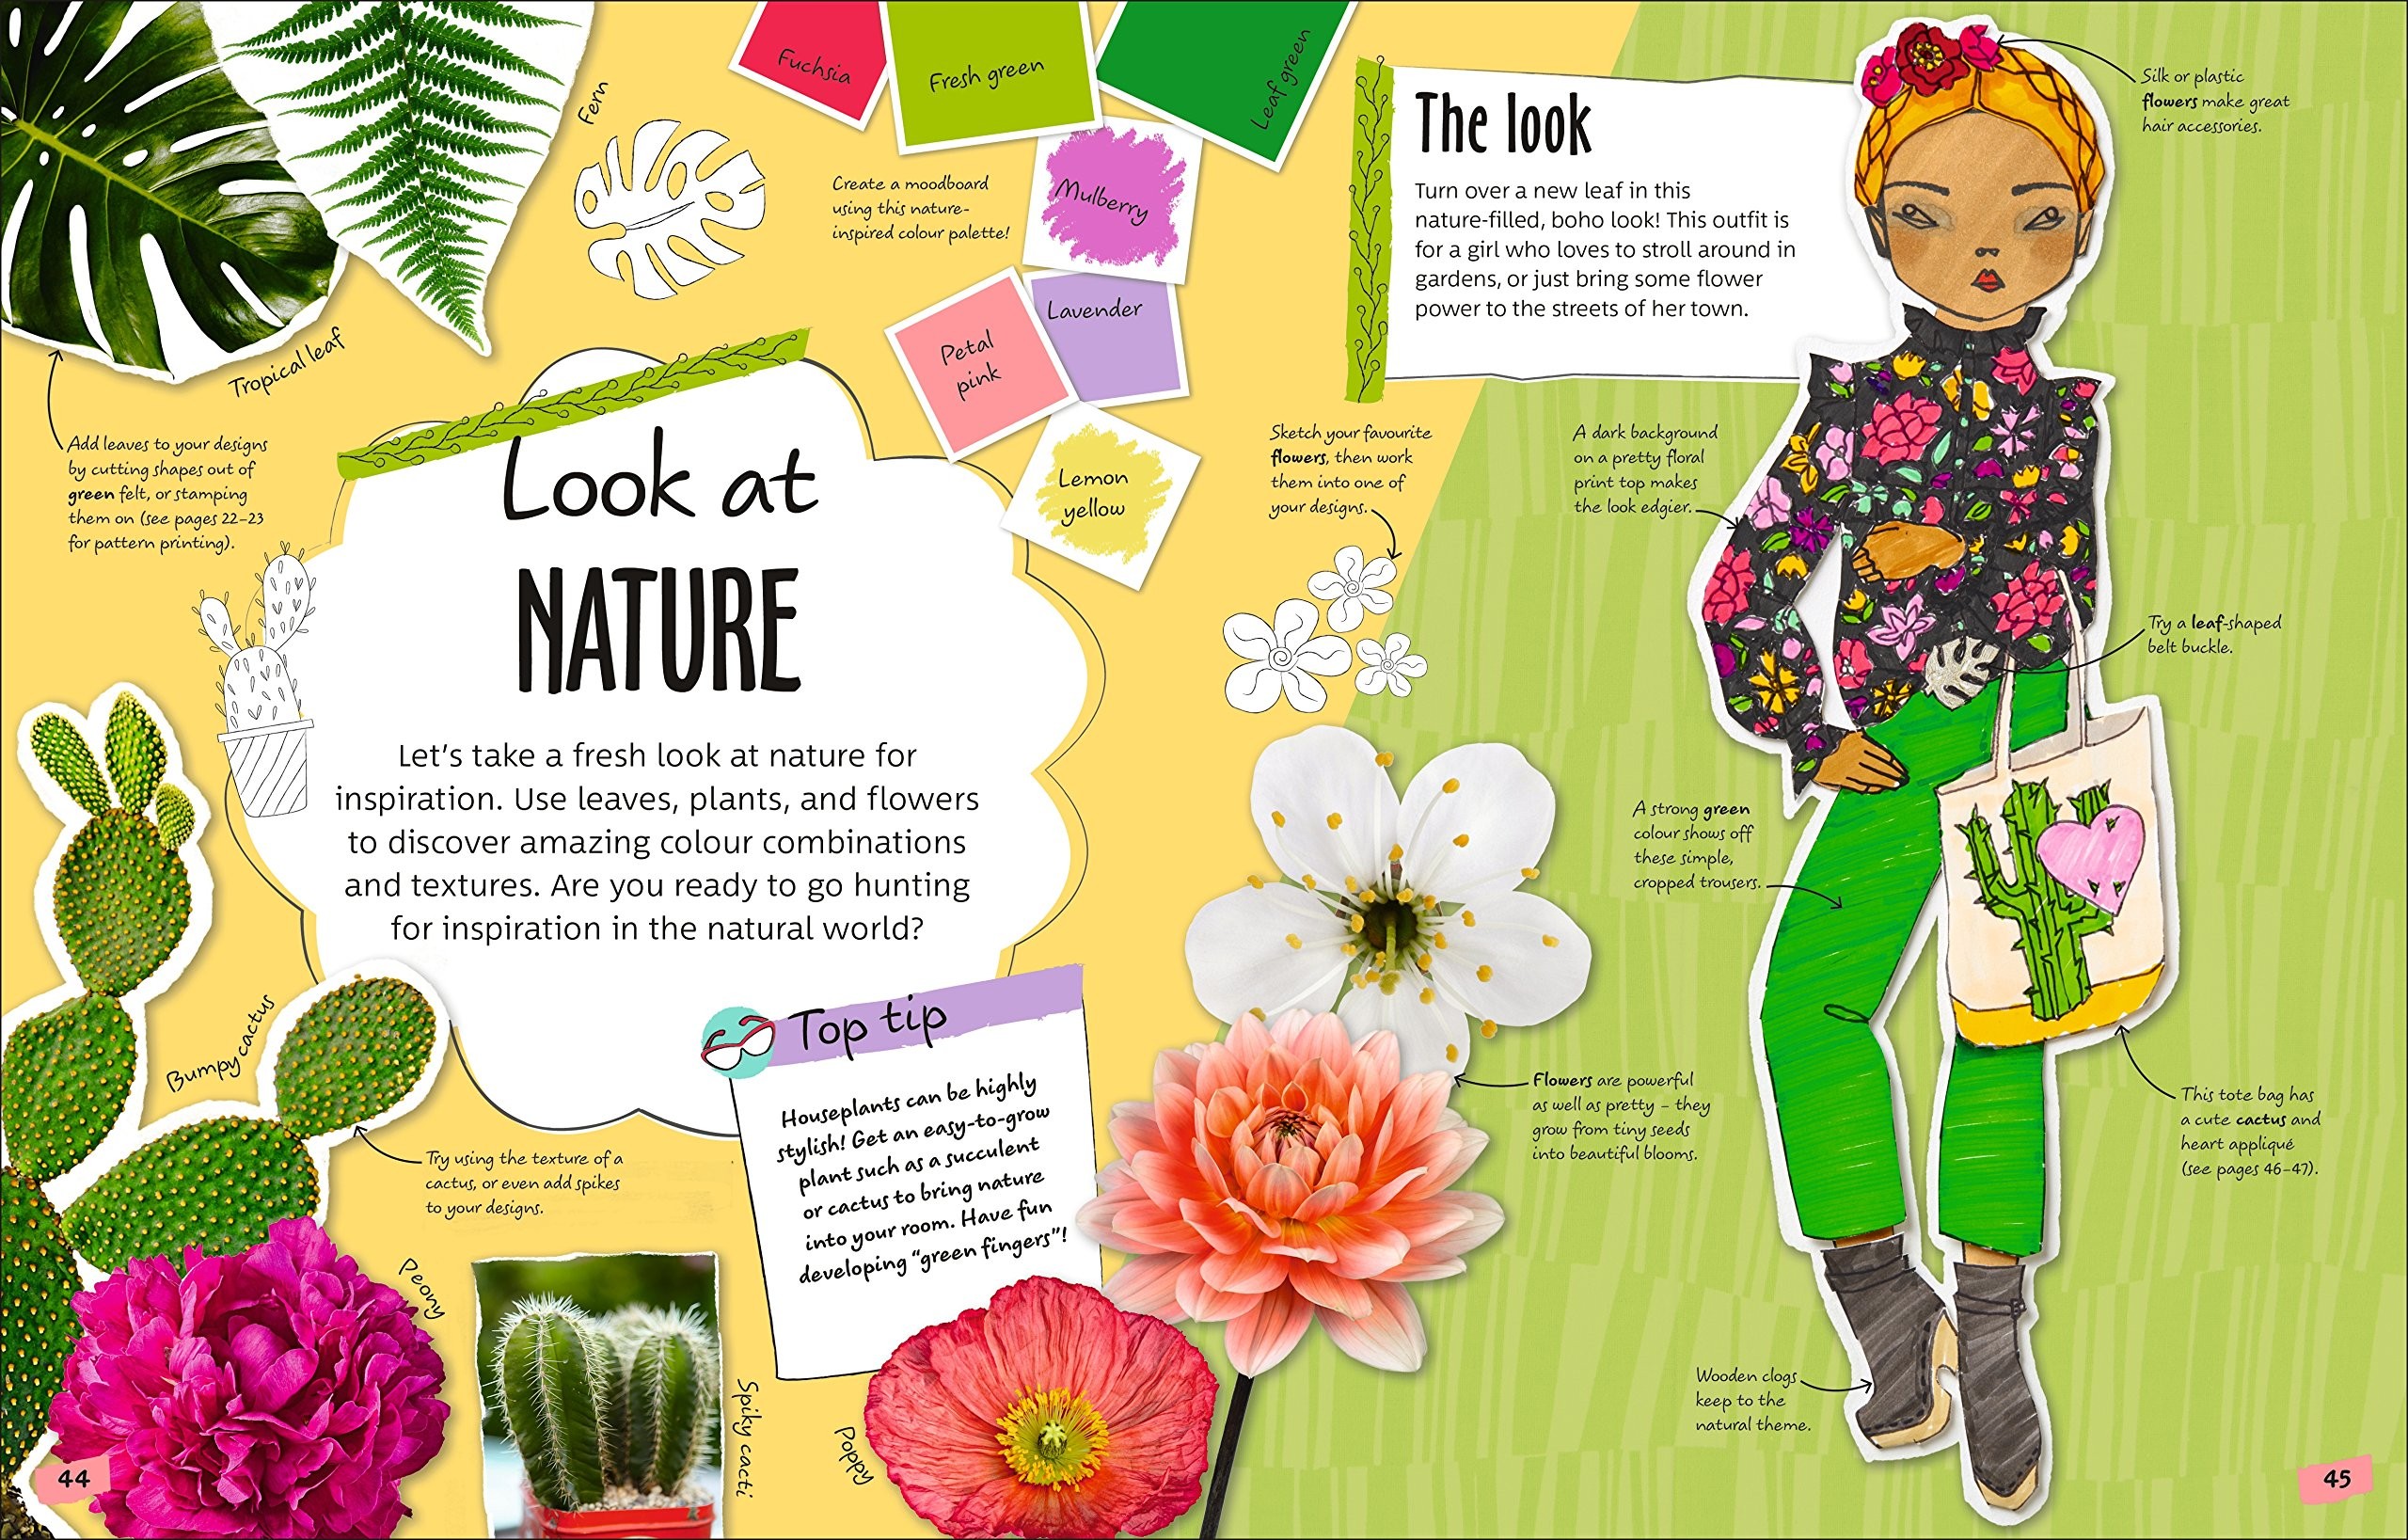 Fern
Tropical leaf
Add leaves to your designs
by cutting shapes out of
green felt, or stamping
them on (see pages 22–23
for pattern printing).
Fuchsia
Fresh green
Leaf green
Mulberry
Lavender
Petal
pink
Lemon
yellow
Create a moodboard
using this nature-
inspired colour palette!
Look at
NATURE
Let’s take a fresh look at nature for
inspiration. Use leaves, plants, and flowers
to discover amazing colour combinations
and textures. Are you ready to go hunting
for inspiration in the natural world?
Bumpy cactus
Try using the texture of a
cactus, or even add spikes
to your designs.
Top tip
Houseplants can be highly
stylish! Get an easy-to-grow
plant such as a succulent
or cactus to bring nature
into your room. Have fun
developing “green fingers”!
Peony
Spiky cacti
Poppy
44
The look
Turn over a new leaf in this
nature-filled, boho look! This outfit is
for a girl who loves to stroll around in
gardens, or just bring some flower
power to the streets of her town.
Silk or plastic
flowers make great
hair accessories.
Sketch your favourite
flowers, then work
them into one of
your designs.
A dark background
on a pretty floral
print top makes
the look edgier.
Try a leaf-shaped
belt buckle.
A strong green
colour shows off
these simple,
cropped trousers.
Flowers are powerful
as well as pretty – they
grow from tiny seeds
into beautiful blooms.
This tote bag has
a cute cactus and
heart appliqué
(see pages 46–47).
Wooden clogs
keep to the
natural theme.
45